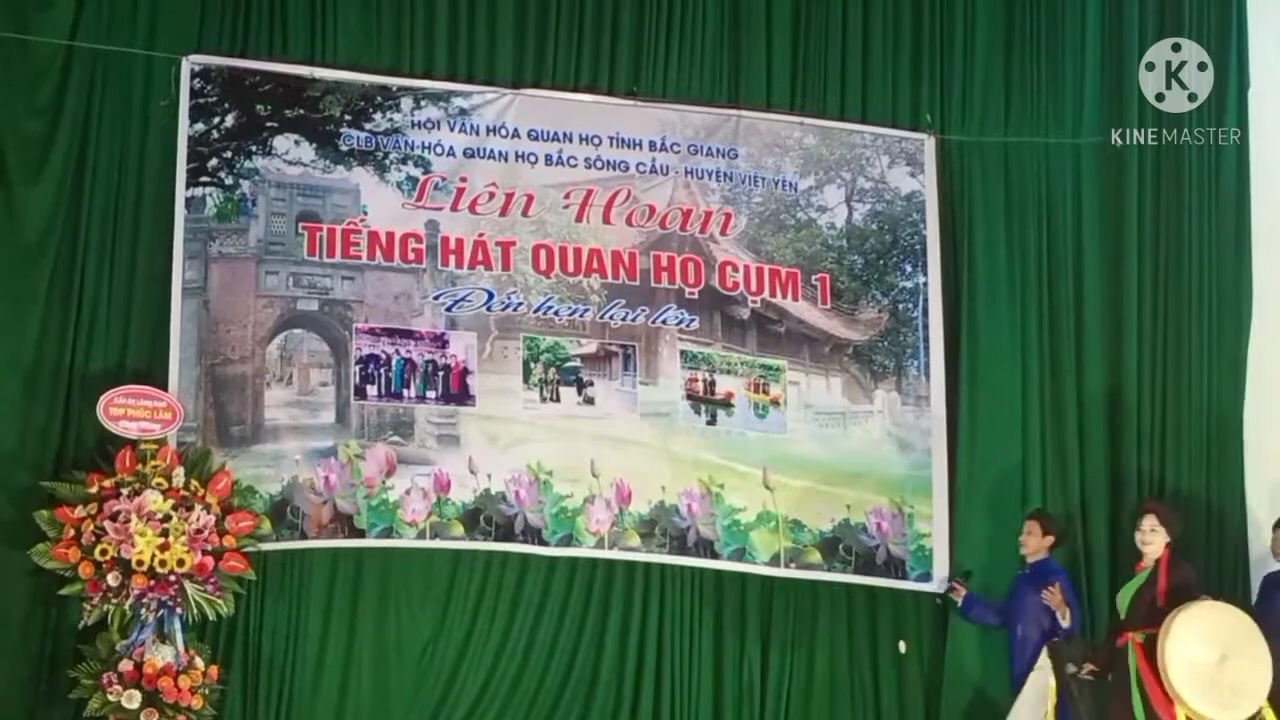 HỘI VĂN HÓA QUAN HỌ TỈNH BẮC GIANG
CLB VĂN HÓA QUAN HỌ BẮC SÔNG CẦU - HUYỆN VIỆT YÊN
Liên Hoan
TIẾNG HÁT QUAN HỌ CỤM 1
Đến hẹn lại lên
TDP PHÚC LÂM
K
KINEMASTER